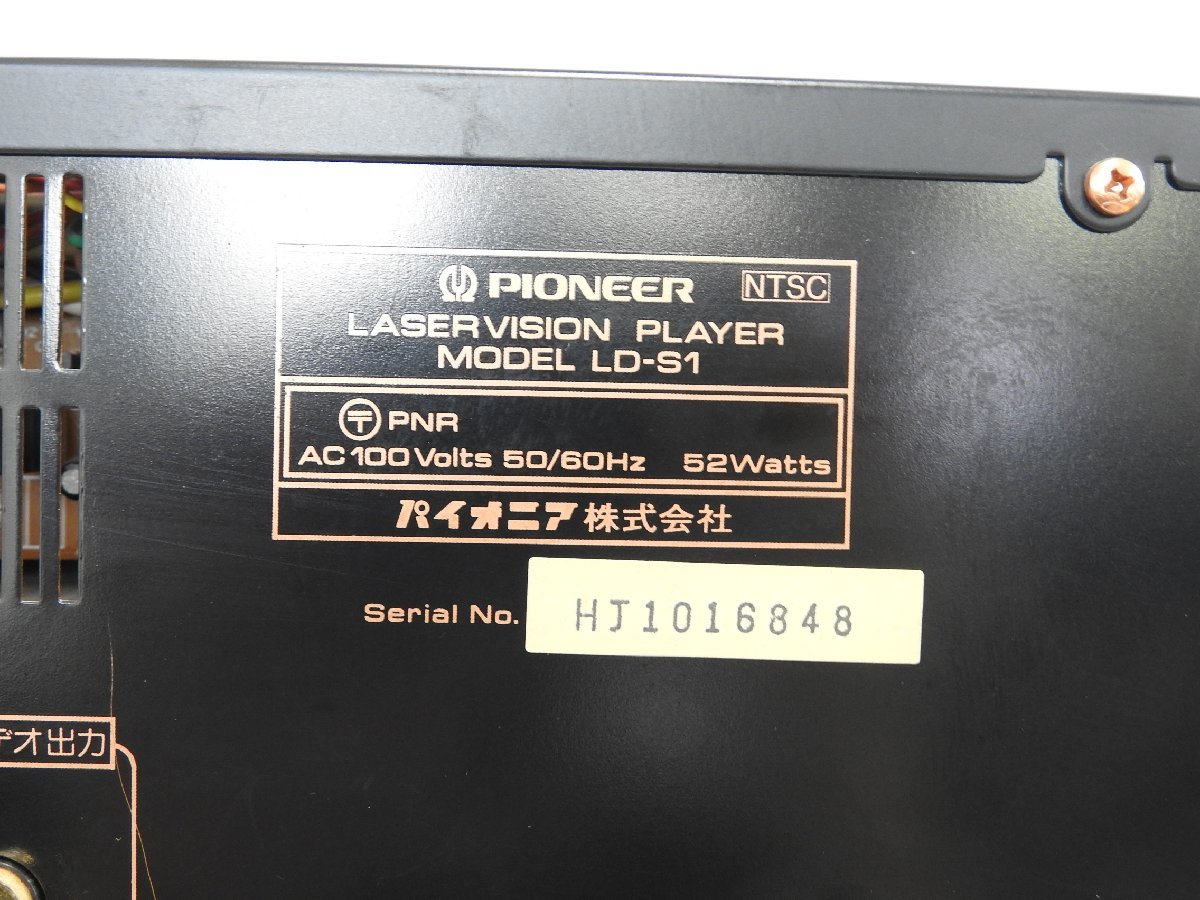 PIONEER NTSC
LASERVISION PLAYER
MODEL LD-S1
〒 PNR
AC 100 Volts 50/60Hz 52Watts
パイオニア株式会社
Serial No. HJ1016848
デオ出力